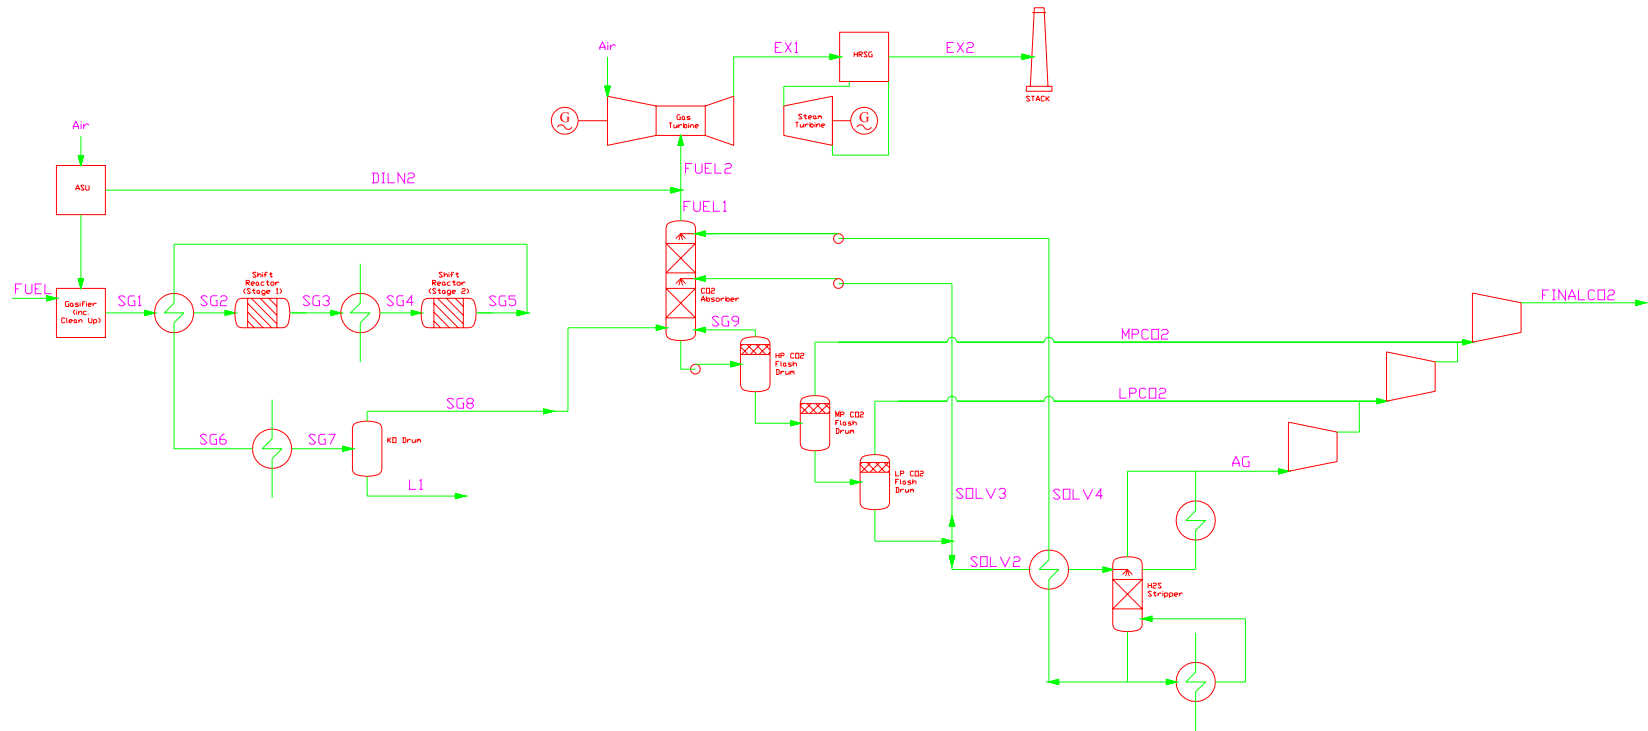 Air
EX1
HRSG
EX2
STACK
G
Gas
Turbine
Steam
Turbine
G
Air
ASU
DILN2
FUEL2
FUEL1
FUEL
Gasifier
(inc.
Clean Up)
SG1
SG2
Shift
Reactor
(Stage 1)
SG3
SG4
Shift
Reactor
(Stage 2)
SG5
CO2
Absorber
SG9
HP CO2
Flash
Drum
MPCO2
FINALCO2
LPCO2
MP CO2
Flash
Drum
SG8
SG6
SG7
KO Drum
L1
LP CO2
Flash
Drum
SOLV3
SOLV4
AG
SOLV2
H2S
Stripper